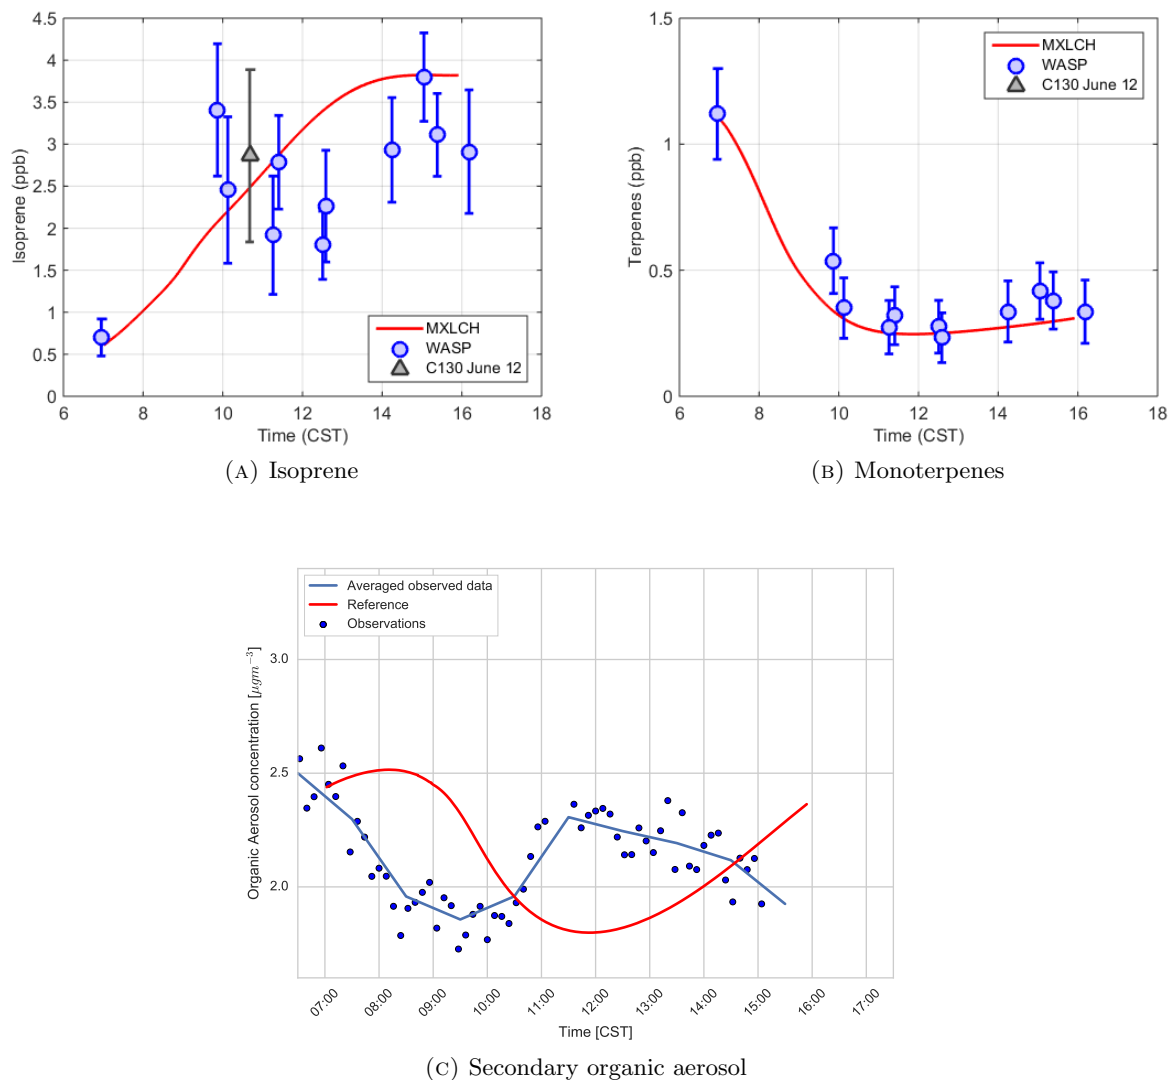 4.5
4
3.5
3
2.5
2
1.5
1
0.5
0
6 8 10 12 14 16 18
Isoprene (ppb)
Time (CST)
MXLCH
WASP
C130 June 12
(A) Isoprene
1.5
1
0.5
0
6 8 10 12 14 16 18
Terpenes (ppb)
Time (CST)
MXLCH
WASP
C130 June 12
(B) Monoterpenes
Averaged observed data
Reference
Observations
3.0
2.5
2.0
Organic Aerosol concentration [μgm⁻³]
07:00 08:00 09:00 10:00 11:00 12:00 13:00 14:00 15:00 16:00 17:00
Time [CST]
(C) Secondary organic aerosol